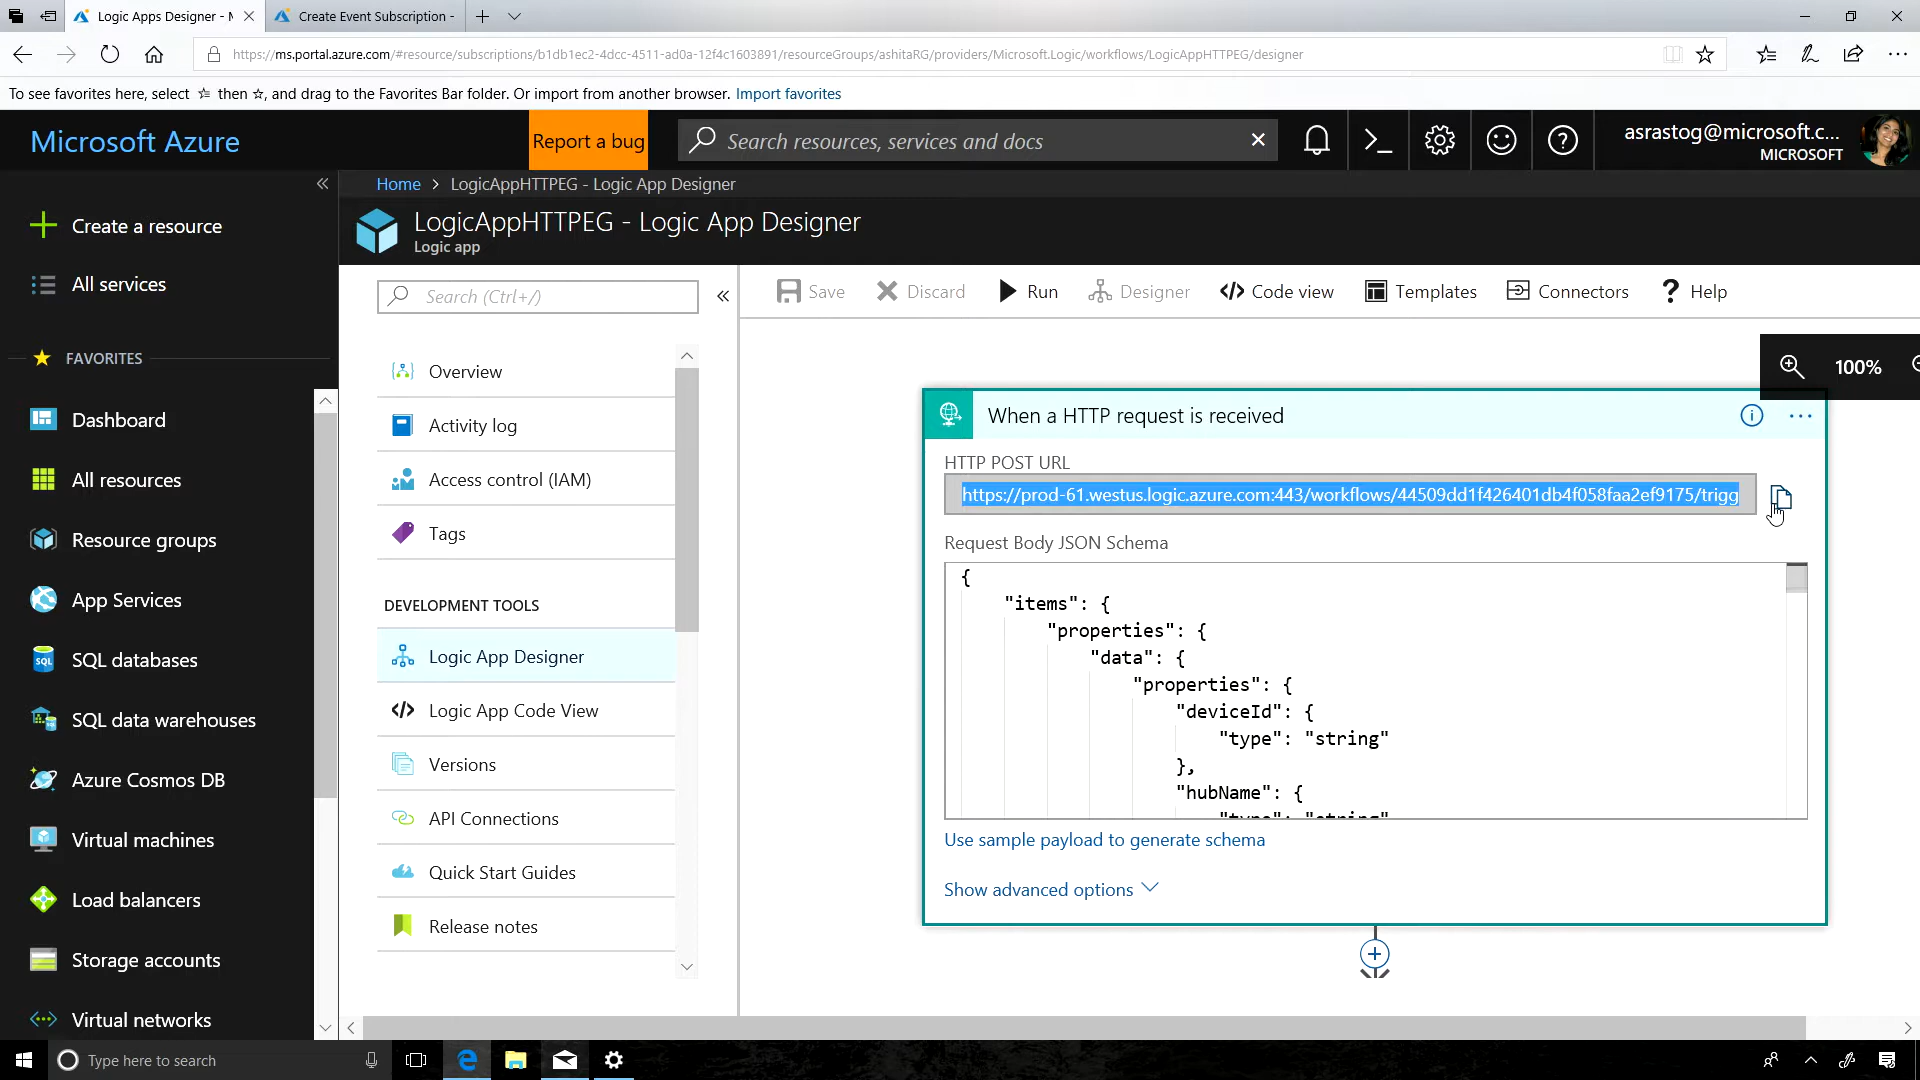 Logic Apps Designer - M
Create Event Subscription -
https://ms.portal.azure.com/#resource/subscriptions/b1db1ec2-4dcc-4511-ad0a-12f4c1603891/resourceGroups/ashitaRG/providers/Microsoft.Logic/workflows/LogicAppHTTPEG/designer
To see favorites here, select then, and drag to the Favorites Bar folder. Or import from another browser. Import favorites
Microsoft Azure
Report a bug
Search resources, services and docs
asrastog@microsoft.c...
MICROSOFT
Home > LogicAppHTTPEG - Logic App Designer
LogicAppHTTPEG - Logic App Designer
Logic app
Create a resource
All services
FAVORITES
Dashboard
All resources
Resource groups
App Services
SQL databases
SQL data warehouses
Azure Cosmos DB
Virtual machines
Load balancers
Storage accounts
Virtual networks
Search (Ctrl+/)
Overview
Activity log
Access control (IAM)
Tags
DEVELOPMENT TOOLS
Logic App Designer
Logic App Code View
Versions
API Connections
Quick Start Guides
Release notes
Save
Discard
Run
Designer
Code view
Templates
Connectors
Help
100%
When a HTTP request is received
HTTP POST URL
https://prod-61.westus.logic.azure.com:443/workflows/44509dd1f426401db4f058faa2ef9175/trigg
Request Body JSON Schema
{
"items": {
"properties": {
"data": {
"properties": {
"deviceId": {
"type": "string"
},
"hubName": {
"type": "string"
Use sample payload to generate schema
Show advanced options
Type here to search